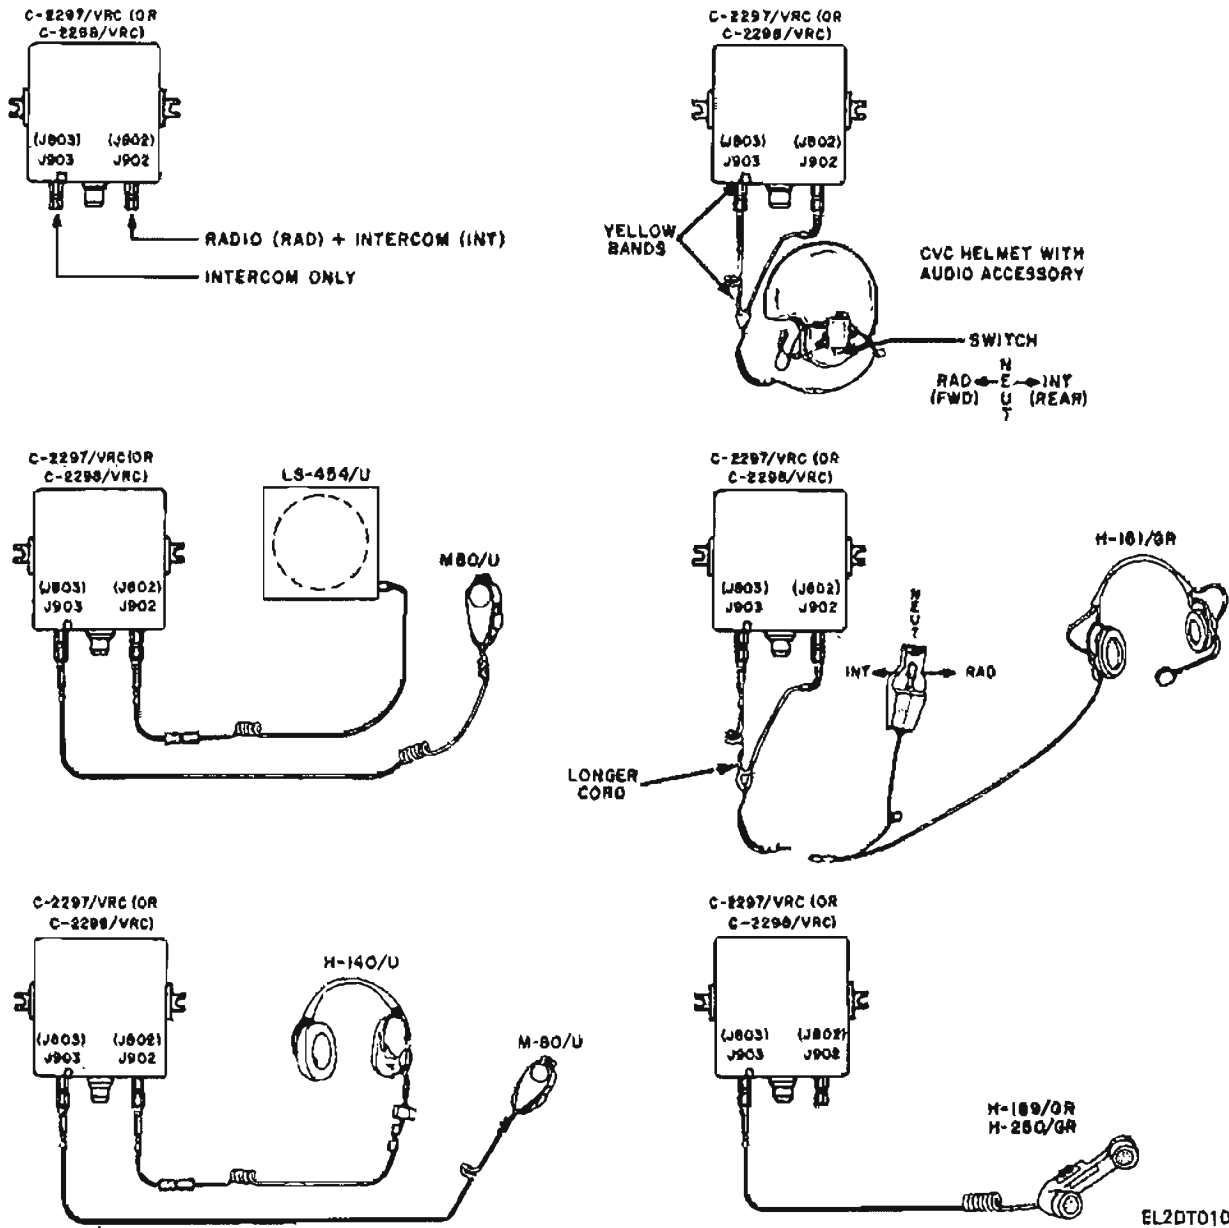 C-2297/VRC (OR
C-2298/VRC)
(J803)
(J902)
J903
J902
RADIO (RAD) + INTERCOM (INT)
INTERCOM ONLY
C-2297/VRC (OR
C-2298/VRC)
(J803)
(J802)
J903
J902
YELLOW
BANDS
CVC HELMET WITH
AUDIO ACCESSORY
SWITCH
NEUT
RAD
INT
(FWD)
(REAR)
C-2297/VRC (OR
C-2298/VRC)
LS-454/U
M80/U
(J803)
(J802)
J903
J902
C-2297/VRC (OR
C-2298/VRC)
H-161/GR
(J803)
(J802)
J903
J902
NEUT
INT
RAD
LONGER
CORD
C-2297/VRC (OR
C-2298/VRC)
H-140/U
M-80/U
(J803)
(J802)
J903
J902
C-2297/VRC (OR
C-2298/VRC)
(J803)
(J802)
J903
J902
H-189/GR
H-250/GR
EL2DT010